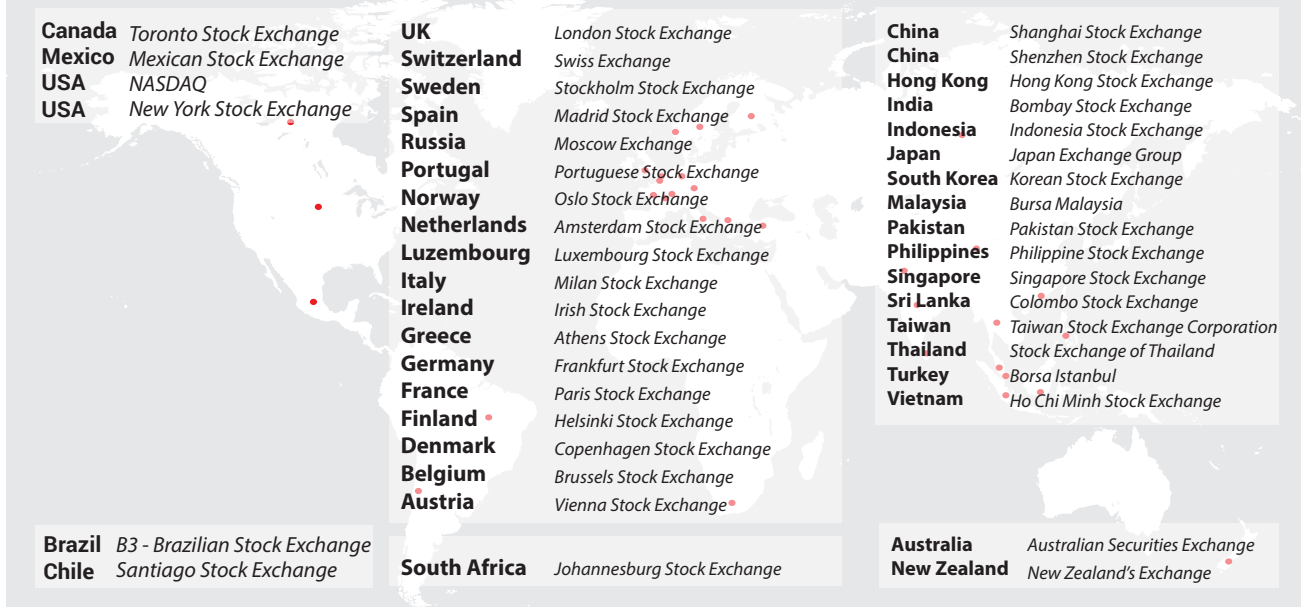 Canada Toronto Stock Exchange
Mexico Mexican Stock Exchange
USA NASDAQ
USA New York Stock Exchange
UK London Stock Exchange
Switzerland Swiss Exchange
Sweden Stockholm Stock Exchange
Spain Madrid Stock Exchange
Russia Moscow Exchange
Portugal Portuguese Stock Exchange
Norway Oslo Stock Exchange
Netherlands Amsterdam Stock Exchange
Luzembourg Luxembourg Stock Exchange
Italy Milan Stock Exchange
Ireland Irish Stock Exchange
Greece Athens Stock Exchange
Germany Frankfurt Stock Exchange
France Paris Stock Exchange
Finland Helsinki Stock Exchange
Denmark Copenhagen Stock Exchange
Belgium Brussels Stock Exchange
Austria Vienna Stock Exchange
China Shanghai Stock Exchange
China Shenzhen Stock Exchange
Hong Kong Hong Kong Stock Exchange
India Bombay Stock Exchange
Indonesia Indonesia Stock Exchange
Japan Japan Exchange Group
South Korea Korean Stock Exchange
Malaysia Bursa Malaysia
Pakistan Pakistan Stock Exchange
Philippines Philippine Stock Exchange
Singapore Singapore Stock Exchange
Sri Lanka Colombo Stock Exchange
Taiwan Taiwan Stock Exchange Corporation
Thailand Stock Exchange of Thailand
Turkey Borsa Istanbul
Vietnam Ho Chi Minh Stock Exchange
Brazil B3 - Brazilian Stock Exchange
Chile Santiago Stock Exchange
South Africa Johannesburg Stock Exchange
Australia Australian Securities Exchange
New Zealand New Zealand's Exchange